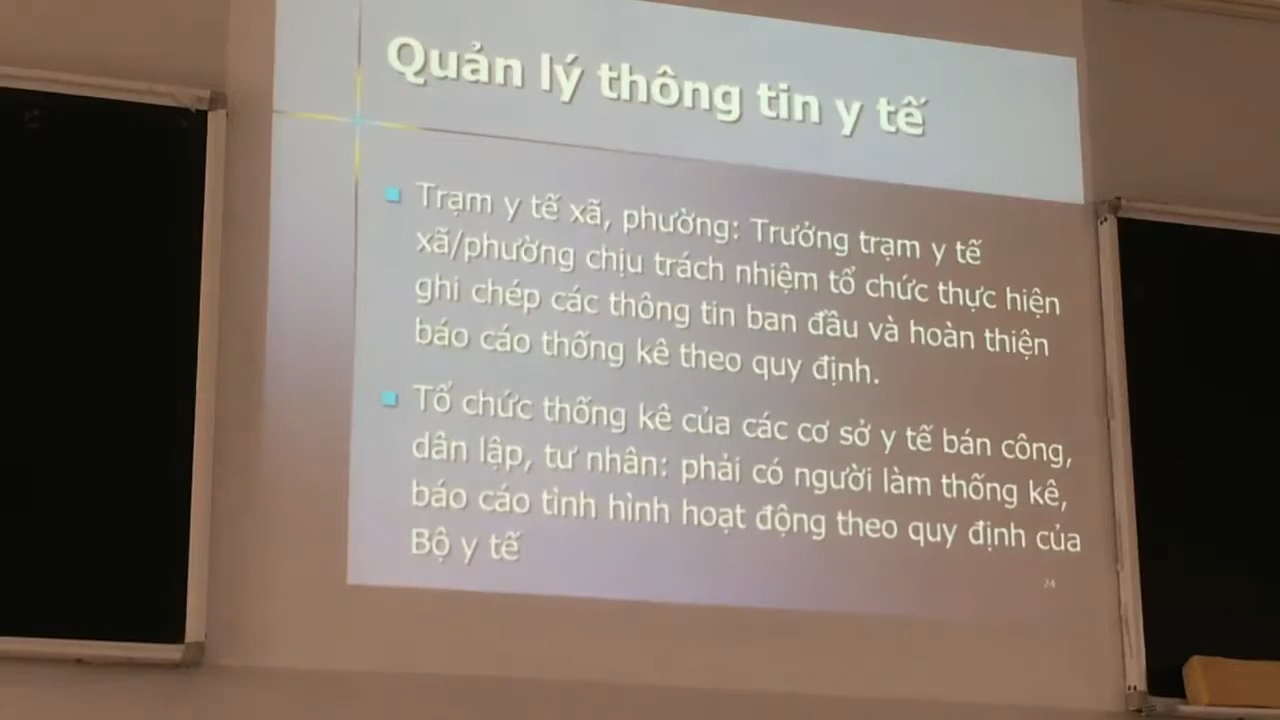 Quản lý thông tin y tế
Trạm y tế xã, phường: Trưởng trạm y tế
xã/phường chịu trách nhiệm tổ chức thực hiện
ghi chép các thông tin ban đầu và hoàn thiện
báo cáo thống kê theo quy định.
Tổ chức thống kê của các cơ sở y tế bán công,
dân lập, tư nhân: phải có người làm thống kê,
báo cáo tình hình hoạt động theo quy định của
Bộ y tế
24